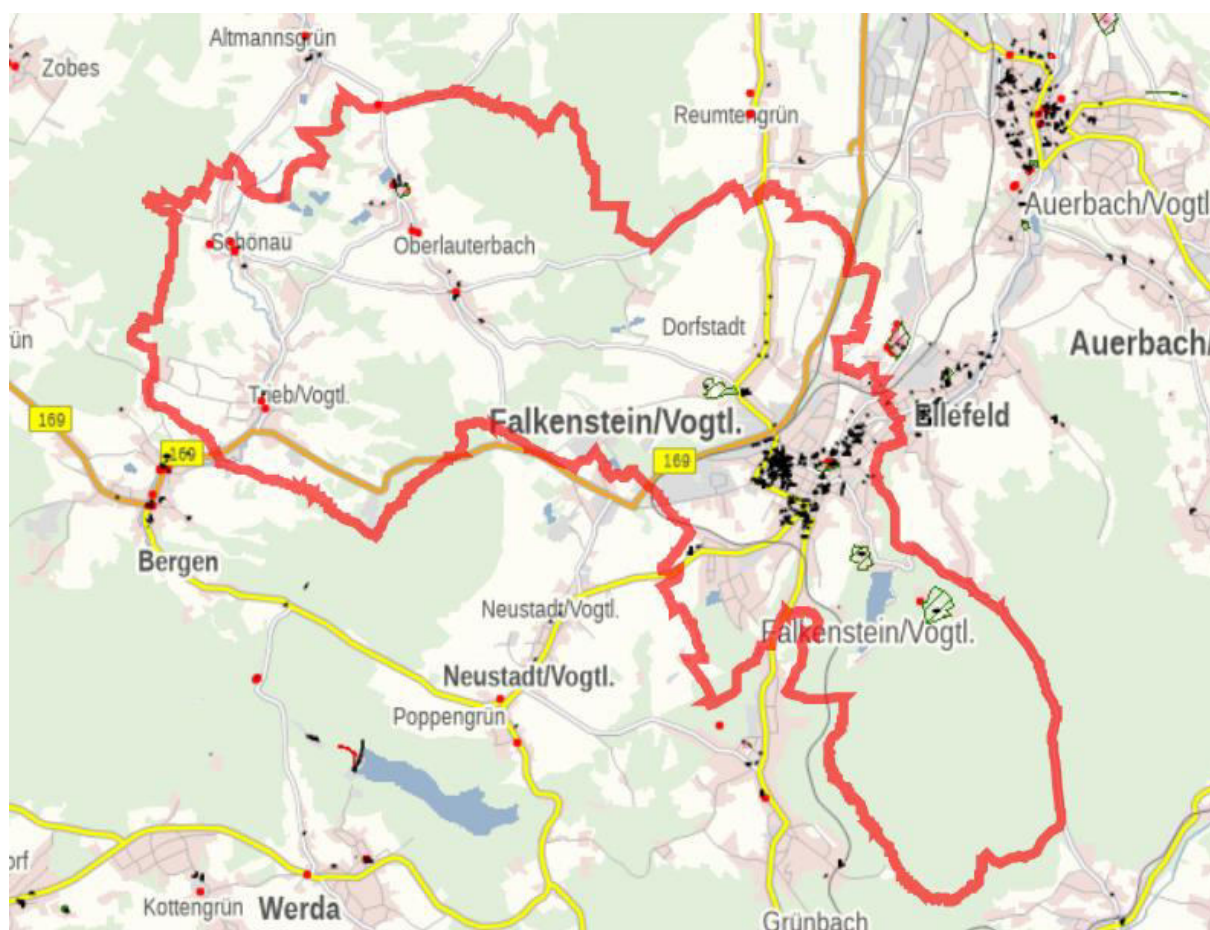 Altmannsgrün
Zobes
Reumtengrün
Auerbach/Vogtl
Schönau
Oberlauterbach
Dorfstadt
ün
Auerbach/
Trieb/Vogtl.
169
Falkenstein/Vogtl.
Ellefeld
169
169
Bergen
Neustadt/Vogtl.
Falkenstein/Vogtl.
Neustadt/Vogtl.
Poppengrün
orf
Kottengrün
Werda
Grünbach